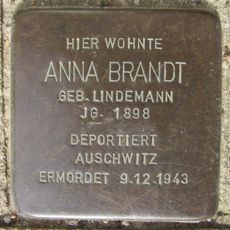 HIER WOHNTE
ANNA BRANDT
GEB. LINDEMANN
JG. 1898
DEPORTIERT
AUSCHWITZ
ERMORDET 9.12.1943